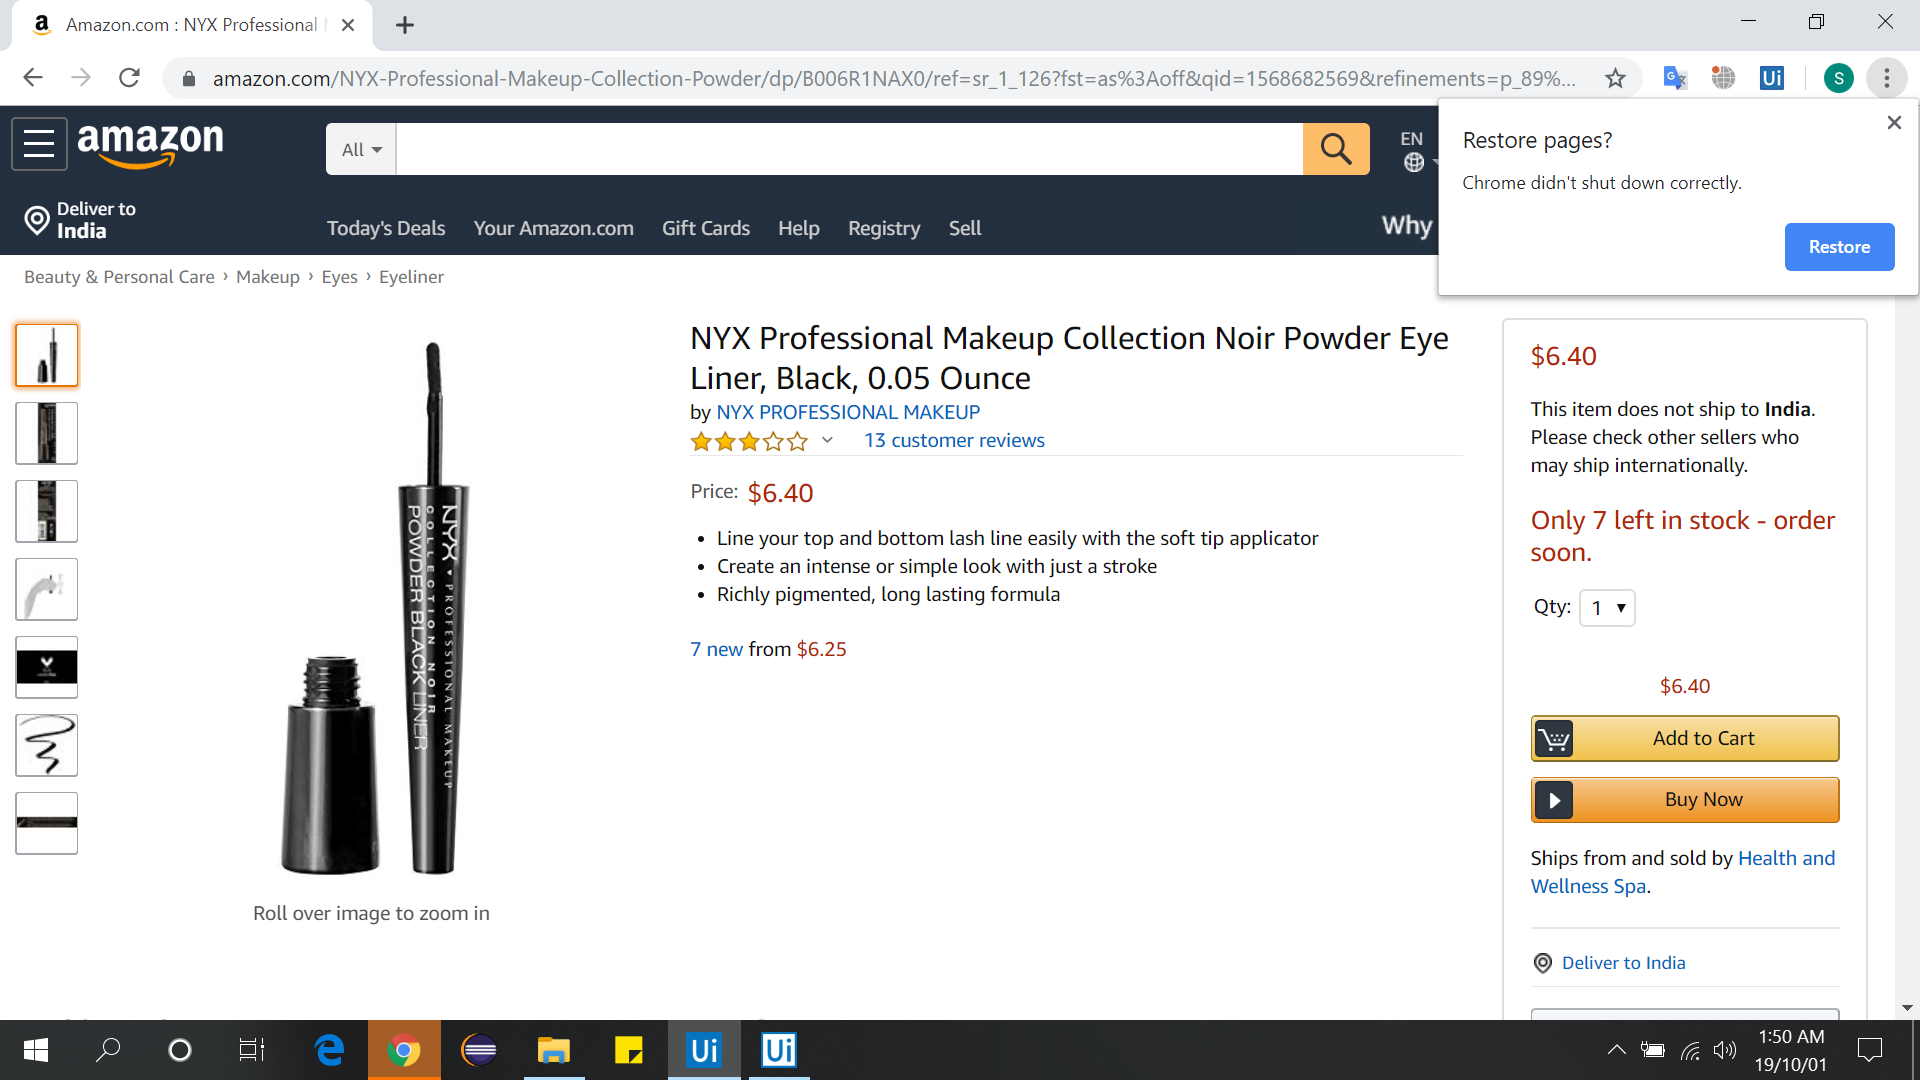 Amazon.com : NYX Professional
amazon.com/NYX-Professional-Makeup-Collection-Powder/dp/B006R1NAX0/ref=sr_1_126?fst=as%3Aoff&qid=1568682569&refinements=p_89%...
S
Ui
Restore pages?
Chrome didn't shut down correctly.
Restore
amazon
All
EN
Deliver to
India
Today's Deals
Your Amazon.com
Gift Cards
Help
Registry
Sell
Why
Beauty & Personal Care › Makeup › Eyes › Eyeliner
NYX • PROFESSIONAL MAKEUP
COLLECTION NOIR
POWDER BLACK LINER
Roll over image to zoom in
NYX Professional Makeup Collection Noir Powder Eye
Liner, Black, 0.05 Ounce
by NYX PROFESSIONAL MAKEUP
13 customer reviews
Price: $6.40
• Line your top and bottom lash line easily with the soft tip applicator
• Create an intense or simple look with just a stroke
• Richly pigmented, long lasting formula
7 new from $6.25
$6.40
This item does not ship to India.
Please check other sellers who
may ship internationally.
Only 7 left in stock - order
soon.
Qty: 1
$6.40
Add to Cart
Buy Now
Ships from and sold by Health and
Wellness Spa.
Deliver to India
Ui
Ui
1:50 AM
19/10/01